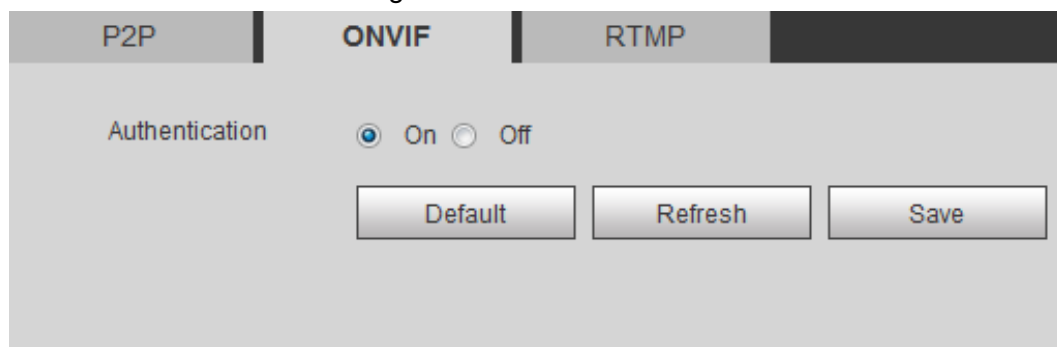 P2P ONVIF RTMP
Authentication On Off
Default Refresh Save